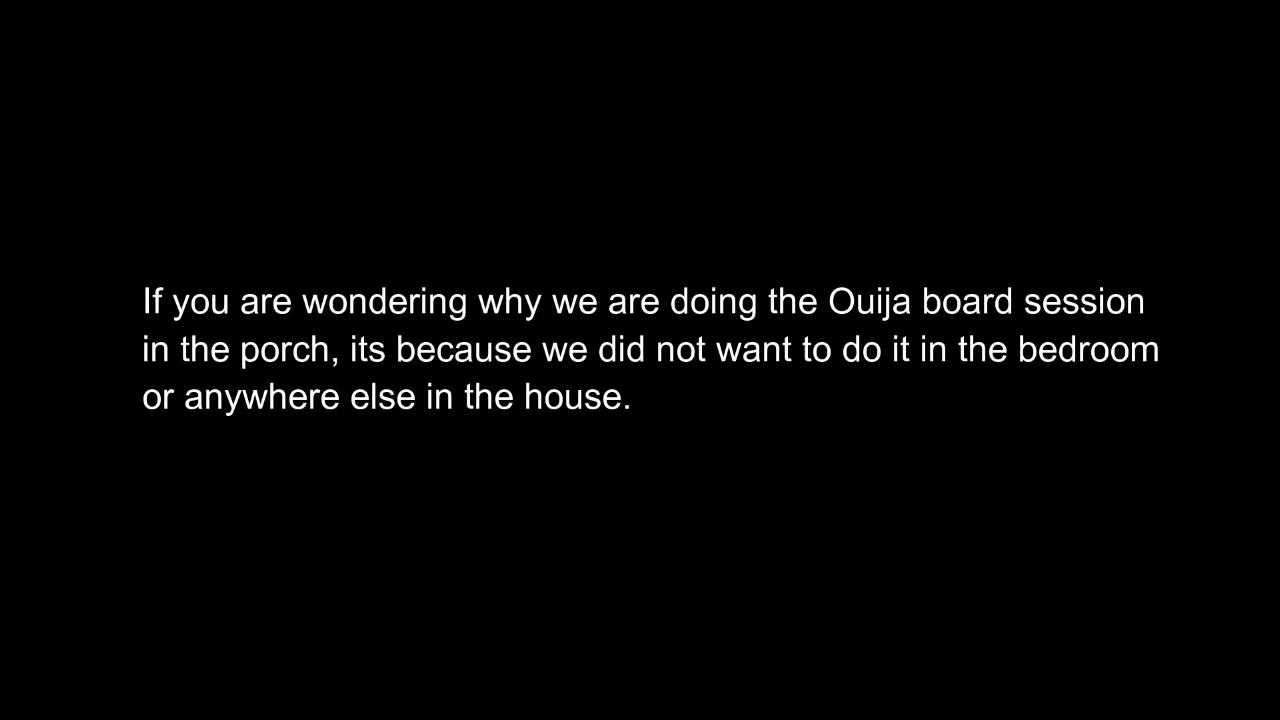 If you are wondering why we are doing the Ouija board session
in the porch, its because we did not want to do it in the bedroom
or anywhere else in the house.